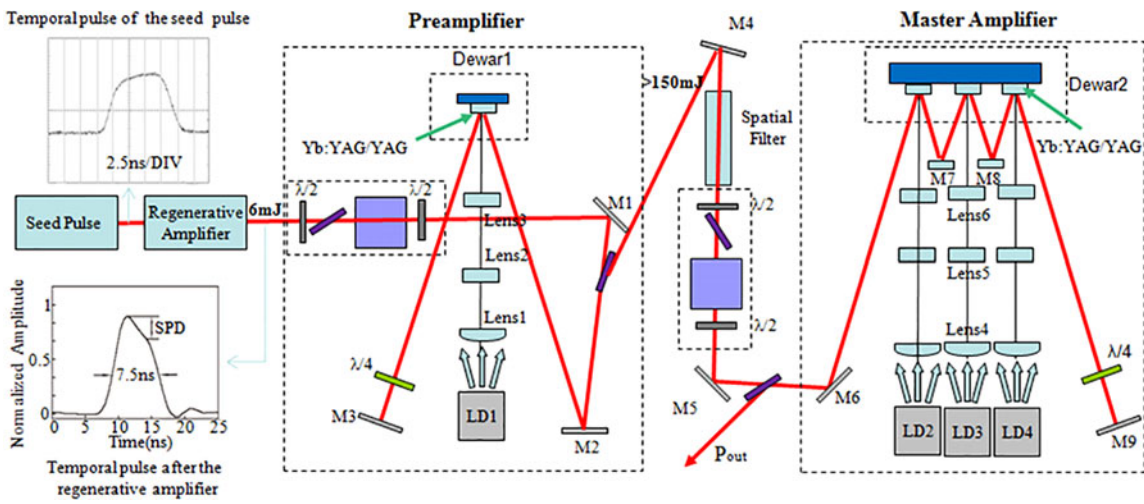 Temporal pulse of the seed pulse
2.5ns/DIV
Seed Pulse
Regenerative
Amplifier
6mJ
Normalized Amplitude
1
0.5
0
SPD
7.5ns
0 5 10 15 20 25
Time(ns)
Temporal pulse after the
regenerative amplifier
Preamplifier
Dewar1
Yb:YAG/YAG
λ/2
λ/2
Lens3
Lens2
Lens1
λ/4
M3
LD1
M2
M1
>150mJ
M4
Spatial
Filter
λ/2
λ/2
M5
Pout
M6
Master Amplifier
Dewar2
Yb:YAG/YAG
M7
M8
Lens6
Lens5
Lens4
λ/4
LD2
LD3
LD4
M9